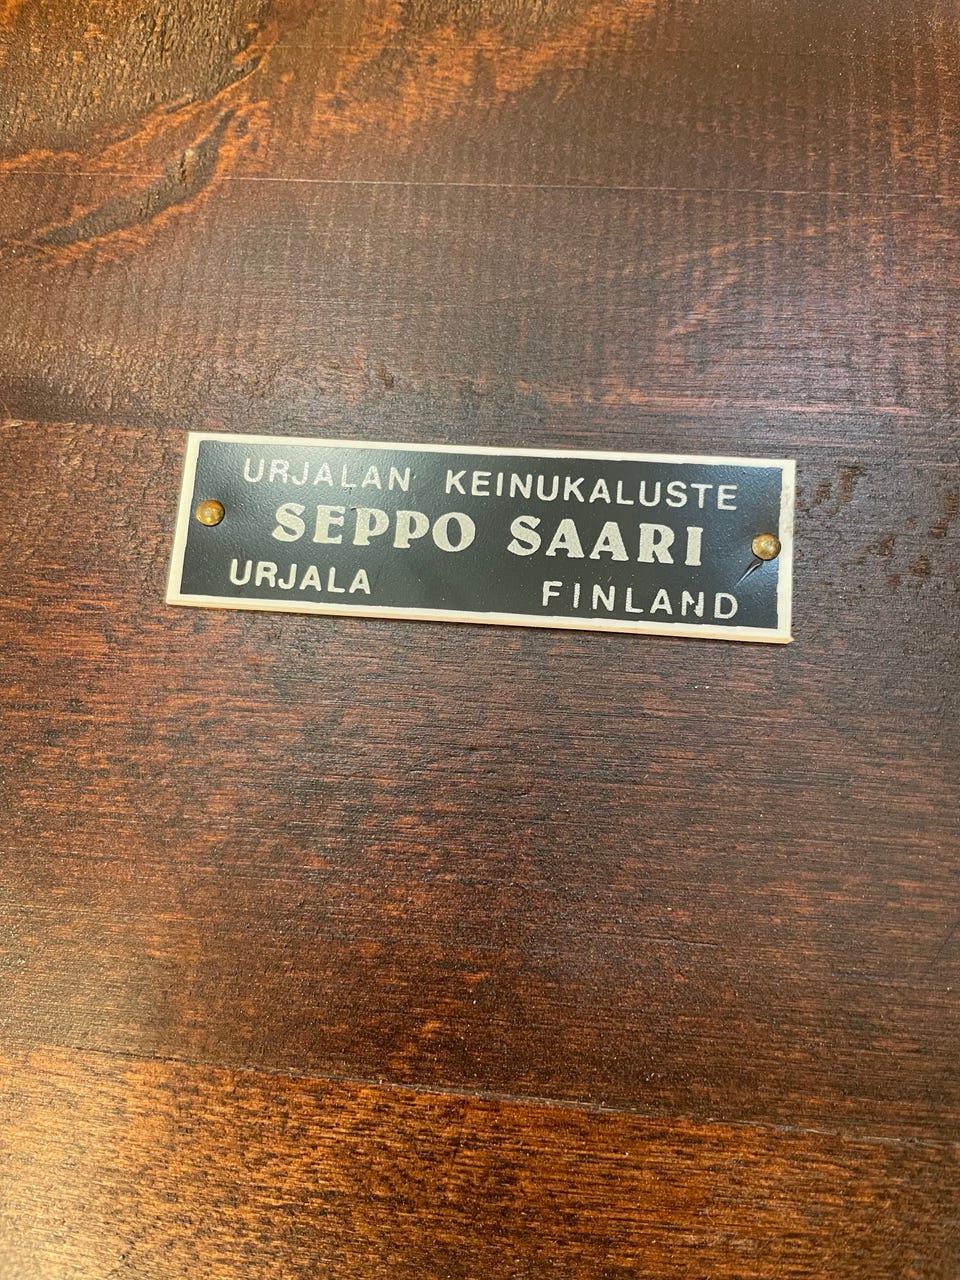 URJALAN KEINUKALUSTE
SEPPO SAARI
URJALA FINLAND